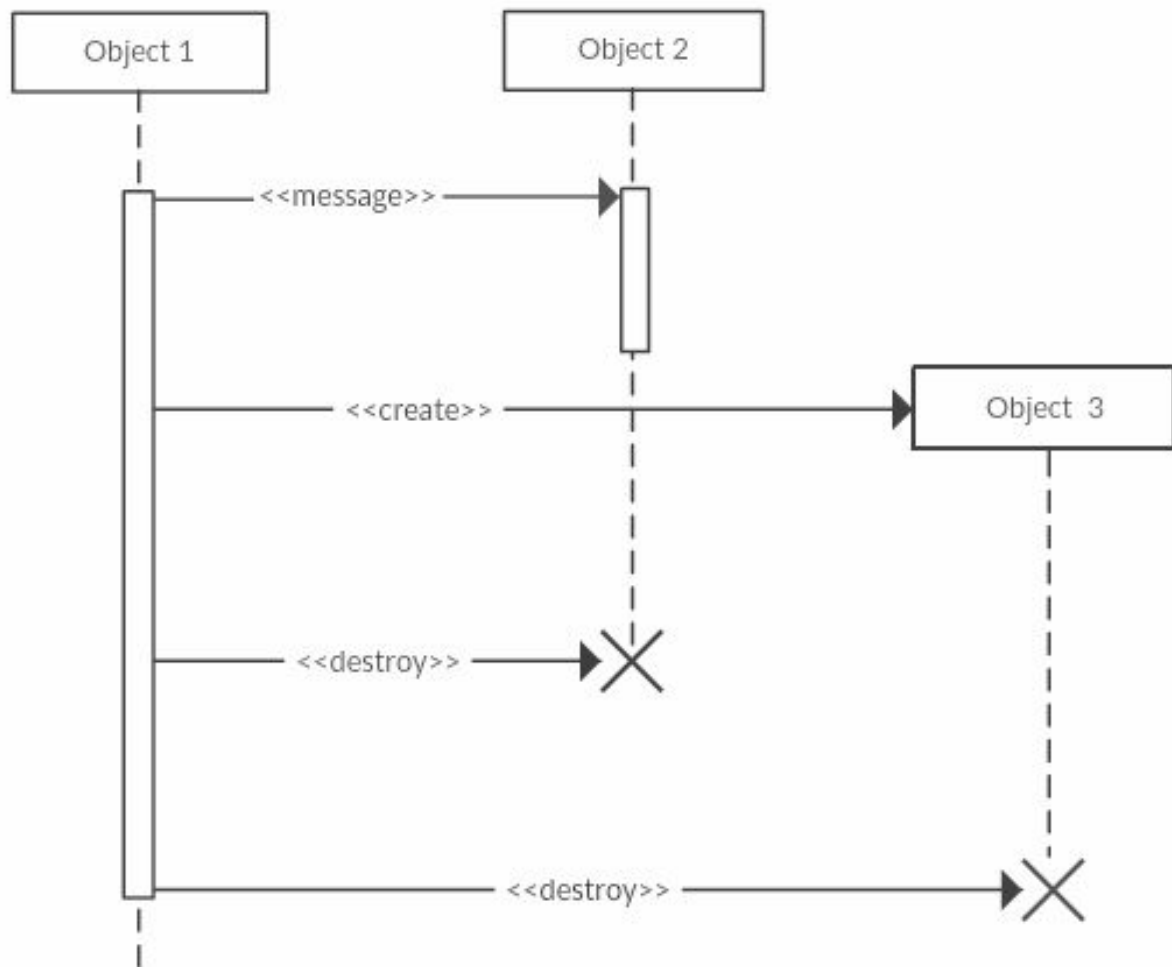 Object 1
Object 2
<<message>>
<<create>>
Object 3
<<destroy>>
<<destroy>>